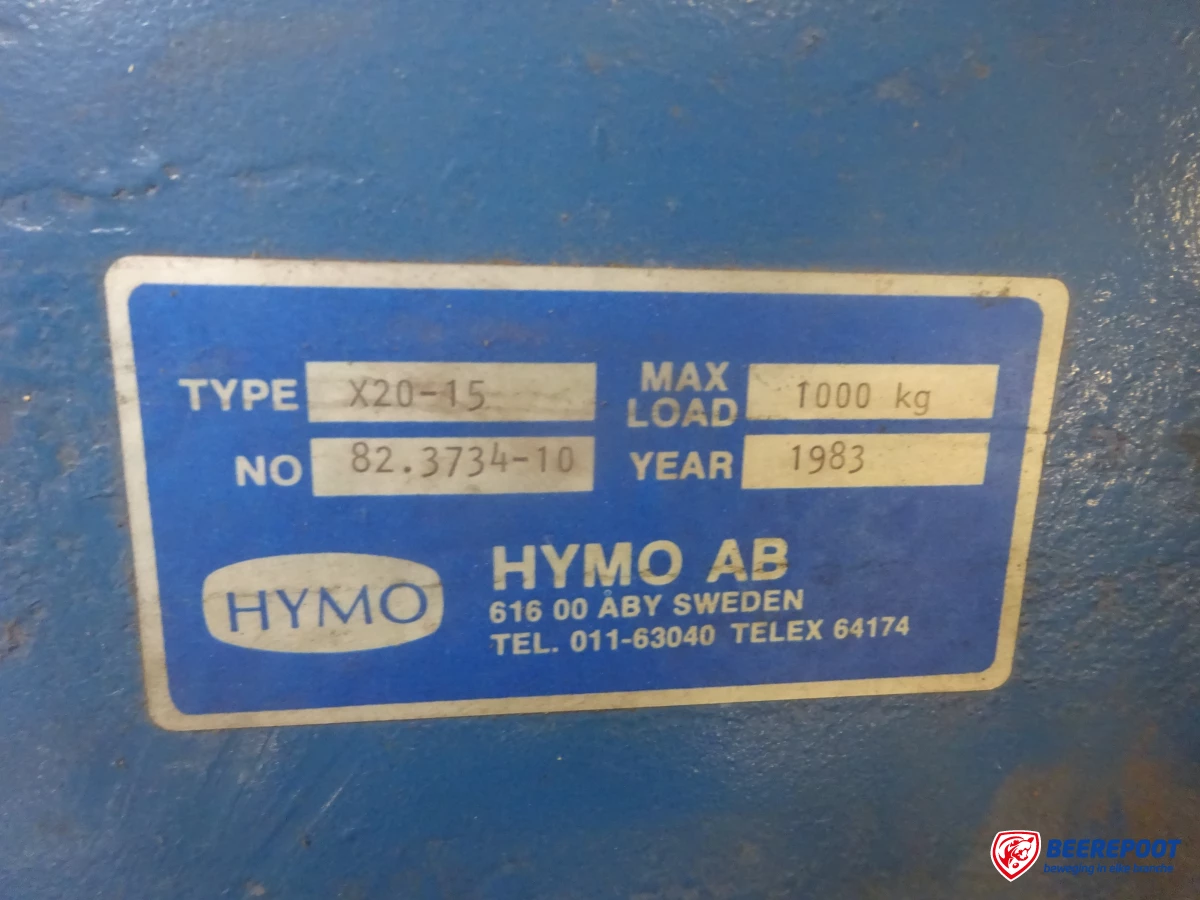 TYPE X20-15
MAX LOAD 1000 kg
NO 82.3734-10
YEAR 1983
HYMO
HYMO AB
616 00 ÅBY SWEDEN
TEL. 011-63040 TELEX 64174
BEEREPOOT
beweging in elke branche